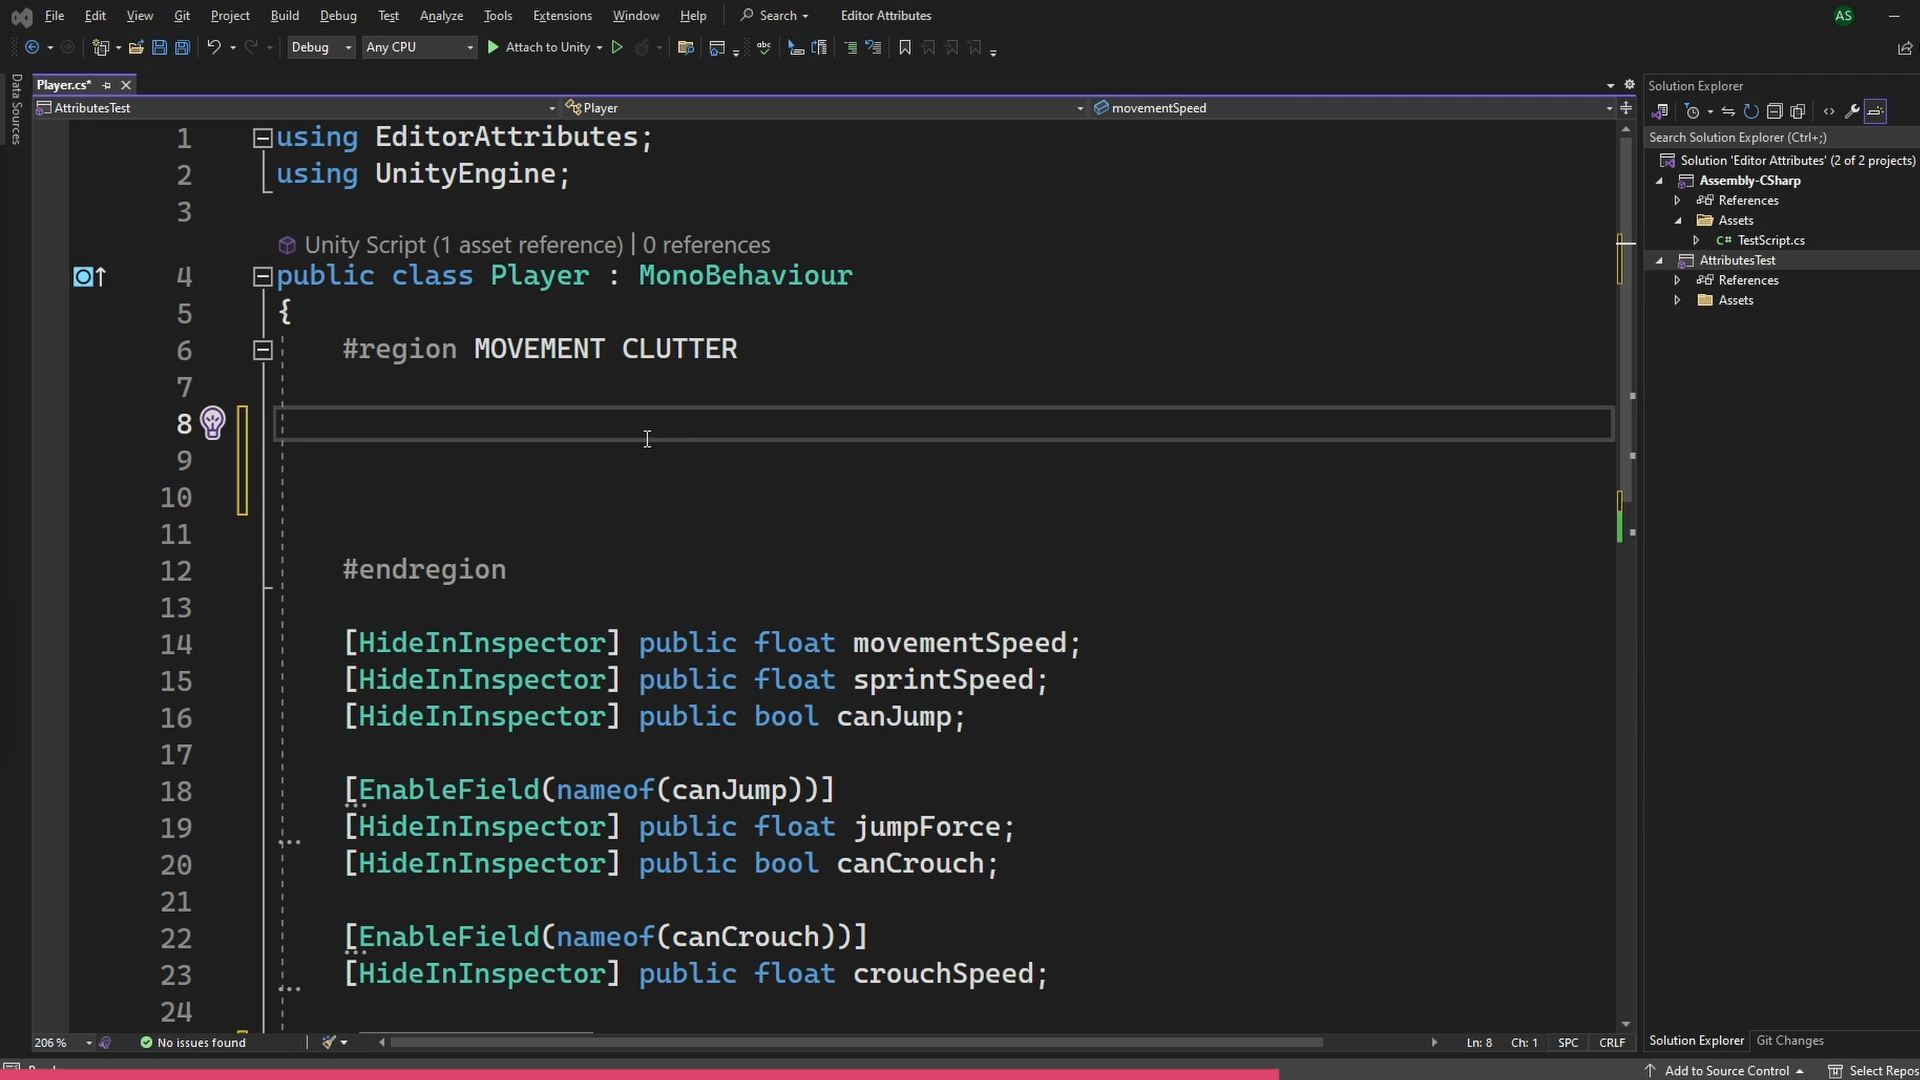 File Edit View Git Project Build Debug Test Analyze Tools Extensions Window Help Search Editor Attributes AS
Debug Any CPU Attach to Unity
Data Sources
Player.cs*
AttributesTest Player movementSpeed
1 using EditorAttributes;
2 using UnityEngine;
3
Unity Script (1 asset reference) | 0 references
4 public class Player : MonoBehaviour
5 {
6 #region MOVEMENT CLUTTER
7
8
9
10
11
12 #endregion
13
14 [HideInInspector] public float movementSpeed;
15 [HideInInspector] public float sprintSpeed;
16 [HideInInspector] public bool canJump;
17
18 [EnableField(nameof(canJump))]
19 [HideInInspector] public float jumpForce;
20 [HideInInspector] public bool canCrouch;
21
22 [EnableField(nameof(canCrouch))]
23 [HideInInspector] public float crouchSpeed;
24
206 % No issues found Ln: 8 Ch: 1 SPC CRLF
Solution Explorer
Search Solution Explorer (Ctrl+;)
Solution 'Editor Attributes' (2 of 2 projects)
Assembly-CSharp
References
Assets
C# TestScript.cs
AttributesTest
References
Assets
Solution Explorer Git Changes
Add to Source Control Select Repos